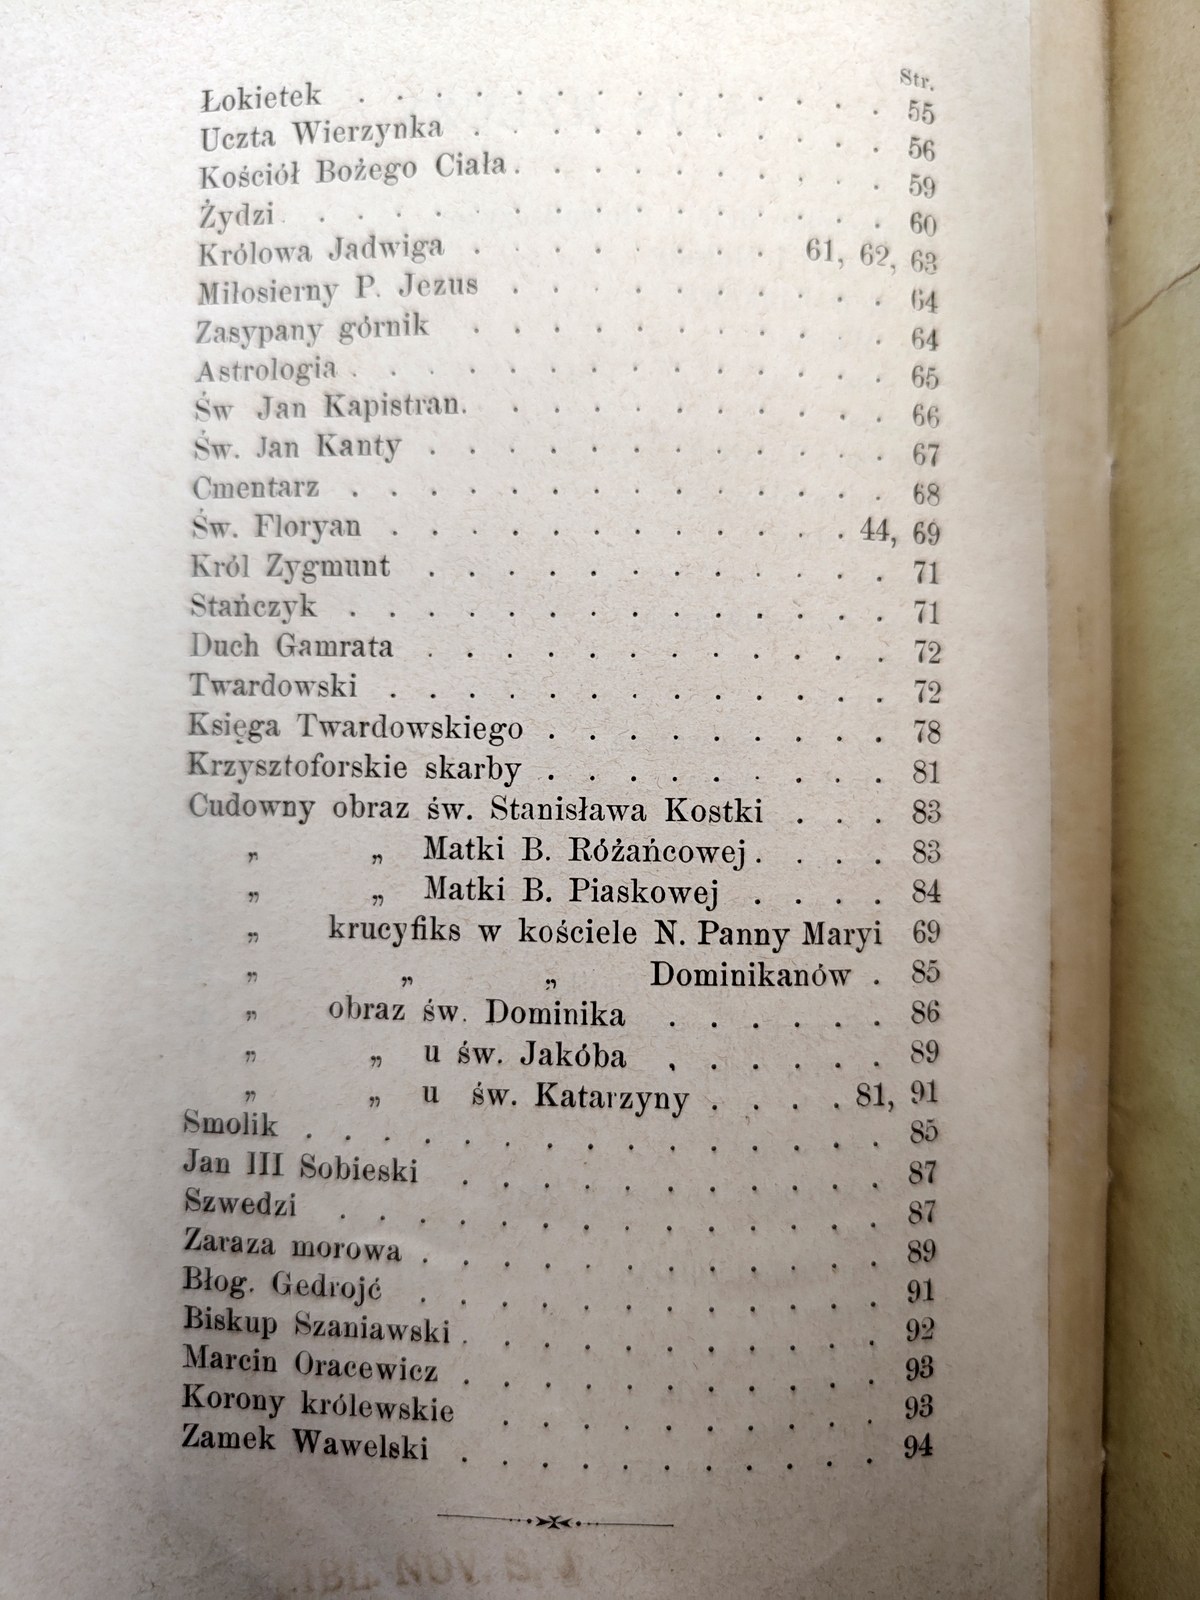 Str.
Łokietek . . . . . . . . . . . . . . 55
Uczta Wierzynka . . . . . . . . . . . 56
Kościół Bożego Ciała . . . . . . . . . . 59
Żydzi . . . . . . . . . . . . . . . . 60
Królowa Jadwiga . . . . . . . . 61, 62, 63
Miłosierny P. Jezus . . . . . . . . . . 64
Zasypany górnik . . . . . . . . . . . 64
Astrologia . . . . . . . . . . . . . . 65
Św Jan Kapistran. . . . . . . . . . . 66
Św. Jan Kanty . . . . . . . . . . . . 67
Cmentarz . . . . . . . . . . . . . . 68
Św. Floryan . . . . . . . . . . . . 44, 69
Król Zygmunt . . . . . . . . . . . . 71
Stańczyk . . . . . . . . . . . . . . 71
Duch Gamrata . . . . . . . . . . . . 72
Twardowski . . . . . . . . . . . . . 72
Księga Twardowskiego . . . . . . . . . 78
Krzysztoforskie skarby . . . . . . . . . 81
Cudowny obraz św. Stanisława Kostki . . . 83
„ „ Matki B. Różańcowej . . . . 83
„ „ Matki B. Piaskowej . . . . 84
„ krucyfiks w kościele N. Panny Maryi 69
„ „ „ Dominikanów . 85
„ obraz św. Dominika . . . . . . 86
„ „ u św. Jakóba . . . . . . 89
„ „ u św. Katarzyny . . . . 81, 91
Smolik . . . . . . . . . . . . . . . 85
Jan III Sobieski . . . . . . . . . . . 87
Szwedzi . . . . . . . . . . . . . . 87
Zaraza morowa . . . . . . . . . . . . 89
Błog. Gedrojć . . . . . . . . . . . . 91
Biskup Szaniawski . . . . . . . . . . . 92
Marcin Oracewicz . . . . . . . . . . . 93
Korony królewskie . . . . . . . . . . 93
Zamek Wawelski . . . . . . . . . . . 94
NOV. S. J.